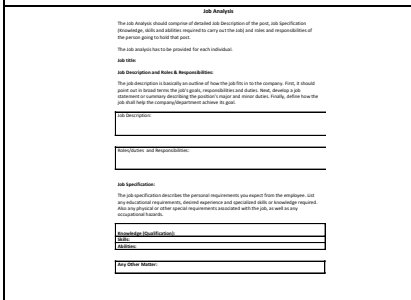 Job Analysis
The Job Analysis should comprise of detailed Job Description of the post, Job Specification
(Knowledge, skills and abilities required to carry out the job) and roles and responsibilities of
the person going to hold that post.
The job analysis has to be provided for each individual.
Job title:
Job Description and Roles & Responsibilities:
The job description is basically an outline of how the job fits in to the company. First, it should
point out in broad terms the job's goals, responsibilities and duties. Next, develop a job
statement or summary describing the position's major and minor duties. Finally, define how the
job shall help the company/department achieve its goal.
Job Description:
Roles/duties and Responsibilities:
Job Specification:
The job specification describes the personal requirements you expect from the employee. List
any educational requirements, desired experience and specialized skills or knowledge required.
Also any physical or other special requirements associated with the job, as well as any
occupational hazards.
Knowledge (Qualification):
Skills:
Abilities:
Any Other Matter: